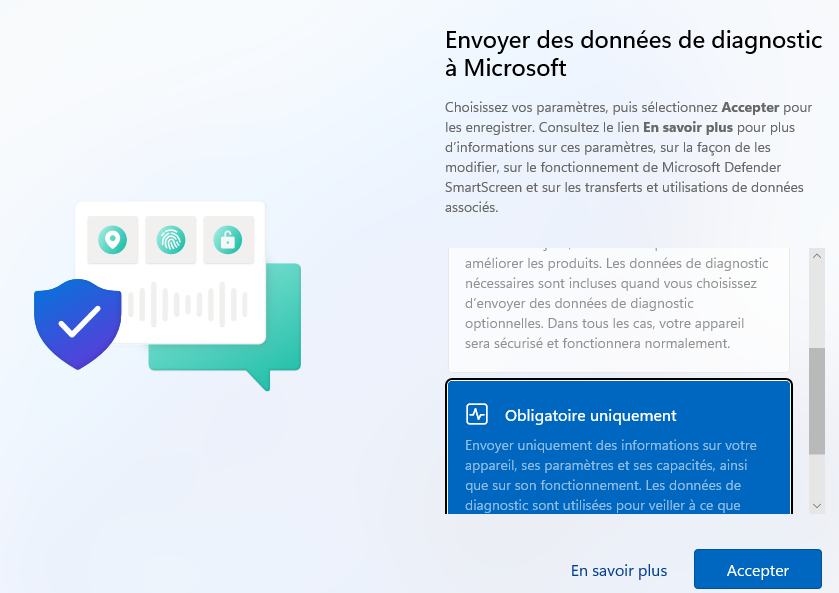 Envoyer des données de diagnostic
à Microsoft
Choisissez vos paramètres, puis sélectionnez Accepter pour
les enregistrer. Consultez le lien En savoir plus pour plus
d'informations sur ces paramètres, sur la façon de les
modifier, sur le fonctionnement de Microsoft Defender
SmartScreen et sur les transferts et utilisations de données
associés.
améliorer les produits. Les données de diagnostic
nécessaires sont incluses quand vous choisissez
d'envoyer des données de diagnostic
optionnelles. Dans tous les cas, votre appareil
sera sécurisé et fonctionnera normalement.
Obligatoire uniquement
Envoyer uniquement des informations sur votre
appareil, ses paramètres et ses capacités, ainsi
que sur son fonctionnement. Les données de
diagnostic sont utilisées pour veiller à ce que
En savoir plus
Accepter